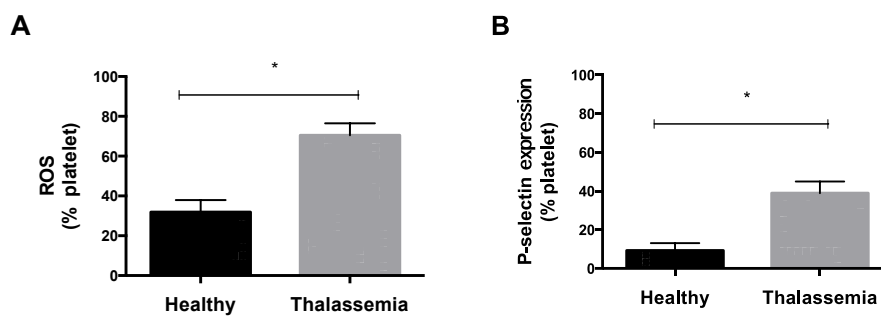 A
ROS
(% platelet)
100
80
60
40
20
0
*
Healthy Thalassemia
B
P-selectin expression
(% platelet)
100
80
60
40
20
0
*
Healthy Thalassemia